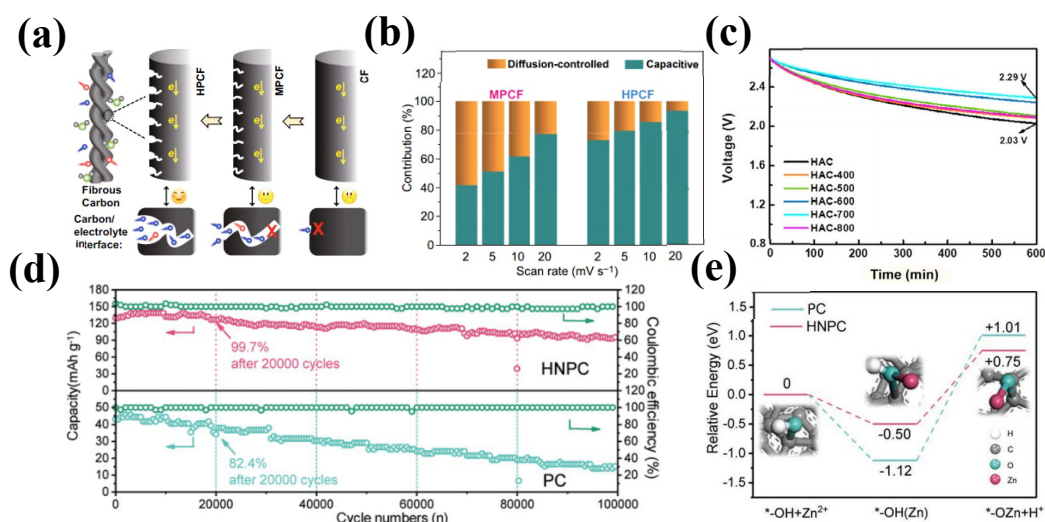 (a)
HPCF
MPCF
CF
e
e
e
e
e
e
e
e
e
Fibrous
Carbon
Carbon/
electrolyte
interface:
X
X
(b)
Diffusion-controlled
Capacitive
MPCF
HPCF
Contribution (%)
120
100
80
60
40
20
0
2 5 10 20 2 5 10 20
Scan rate (mV s⁻¹)
(c)
Voltage (V)
2.4
2.0
1.6
1.2
0.8
2.29 V
2.03 V
HAC
HAC-400
HAC-500
HAC-600
HAC-700
HAC-800
0 100 200 300 400 500 600
Time (min)
(d)
Capacity(mAh g⁻¹)
180
150
120
90
60
30
0
50
40
30
20
10
0
99.7%
after 20000 cycles
HNPC
82.4%
after 20000 cycles
PC
120
100
80
60
40
20
0
120
100
80
60
40
20
0
Coulombic efficiency (%)
0 20000 40000 60000 80000 100000
Cycle numbers (n)
(e)
Relative Energy (eV)
1.5
1.0
0.5
0.0
-0.5
-1.0
-1.5
PC
HNPC
0
-0.50
-1.12
+1.01
+0.75
H
C
O
Zn
*-OH+Zn²⁺ *-OH(Zn) *-OZn+H⁺